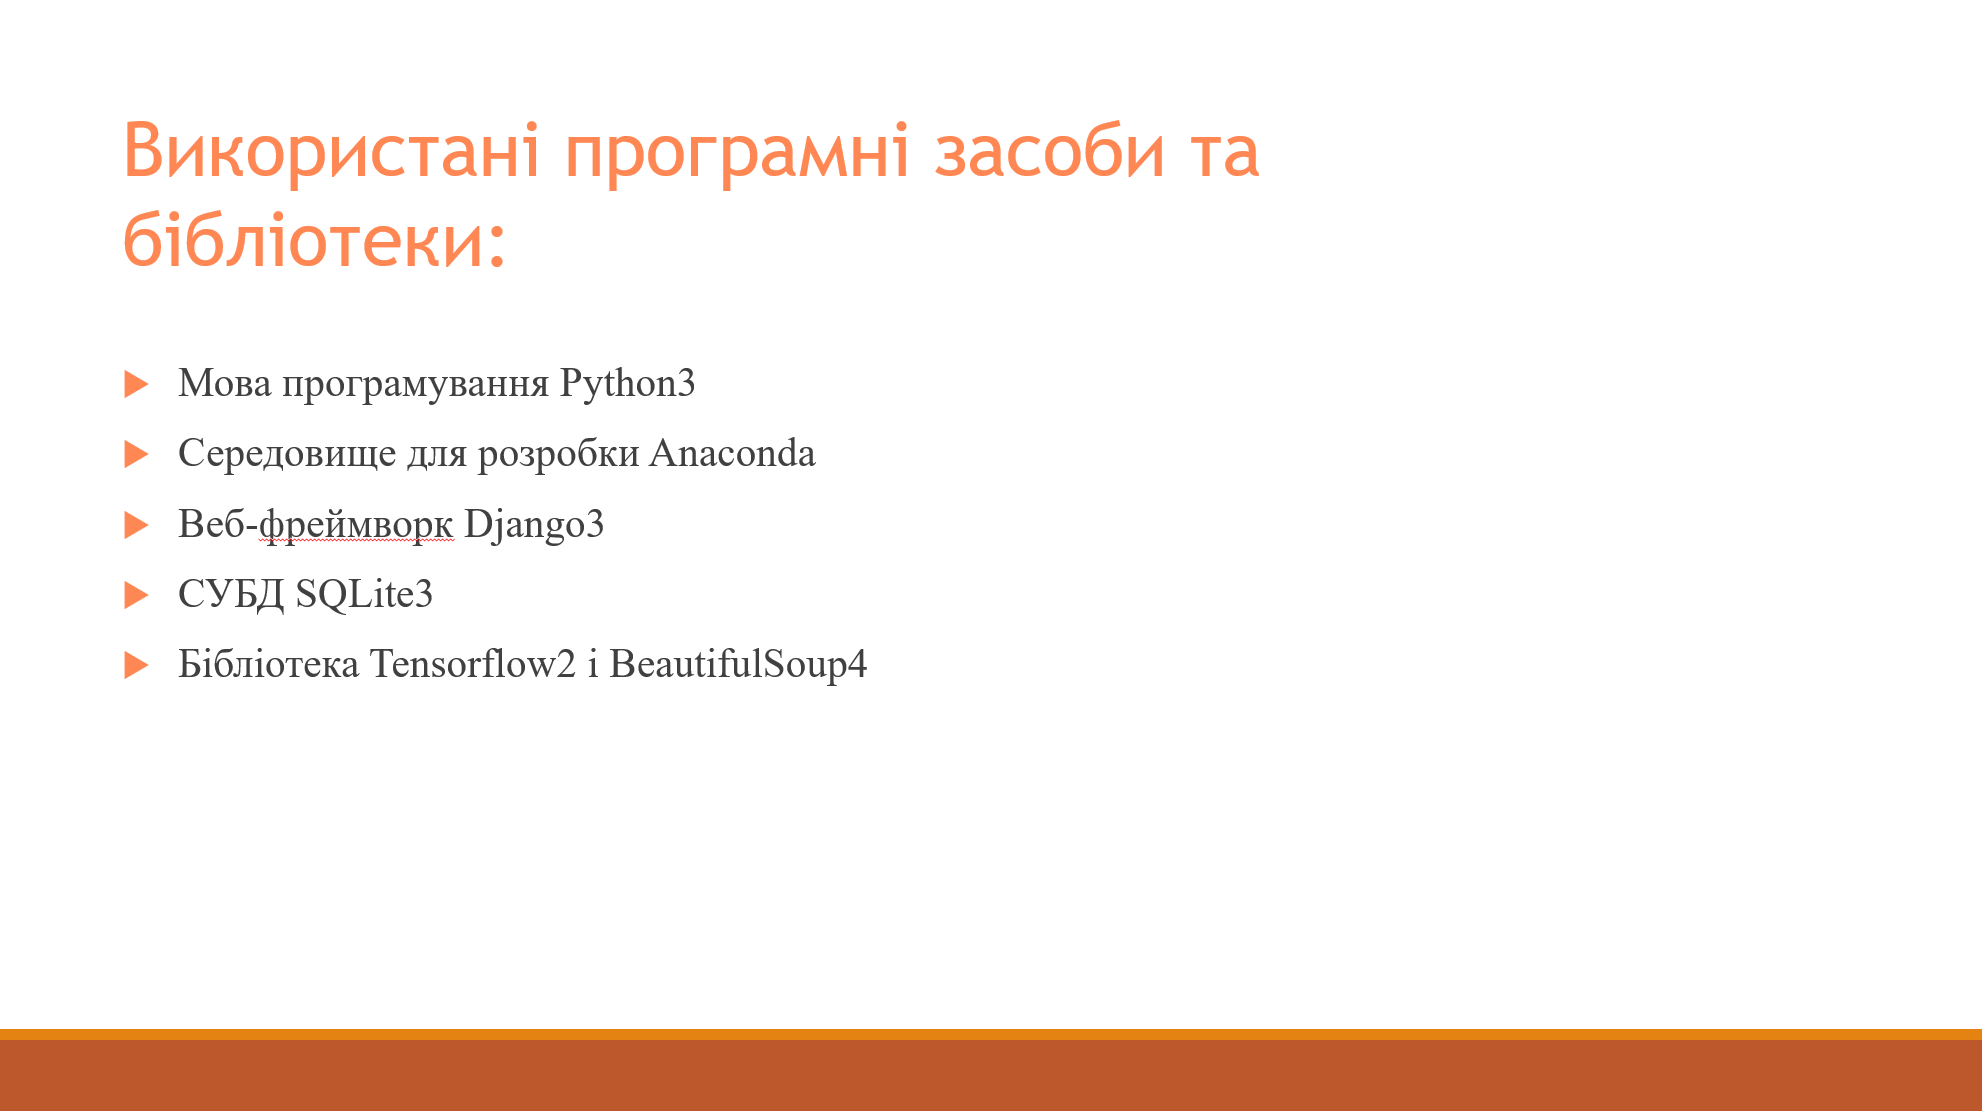 Використані програмні засоби та
бібліотеки:
Мова програмування Python3
Середовище для розробки Anaconda
Веб-фреймворк Django3
СУБД SQLite3
Бібліотека Tensorflow2 і BeautifulSoup4